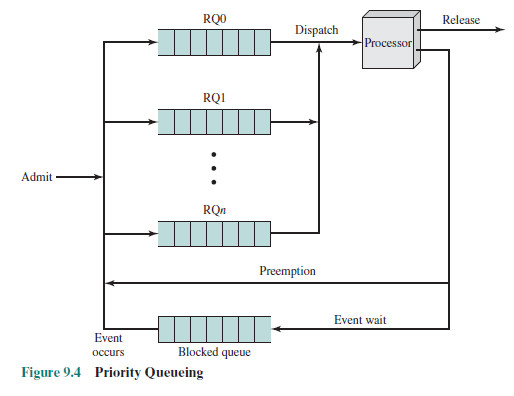 RQ0
Release
Dispatch
Processor
RQ1
Admit
RQn
Preemption
Event wait
Event
occurs
Blocked queue
Figure 9.4 Priority Queueing